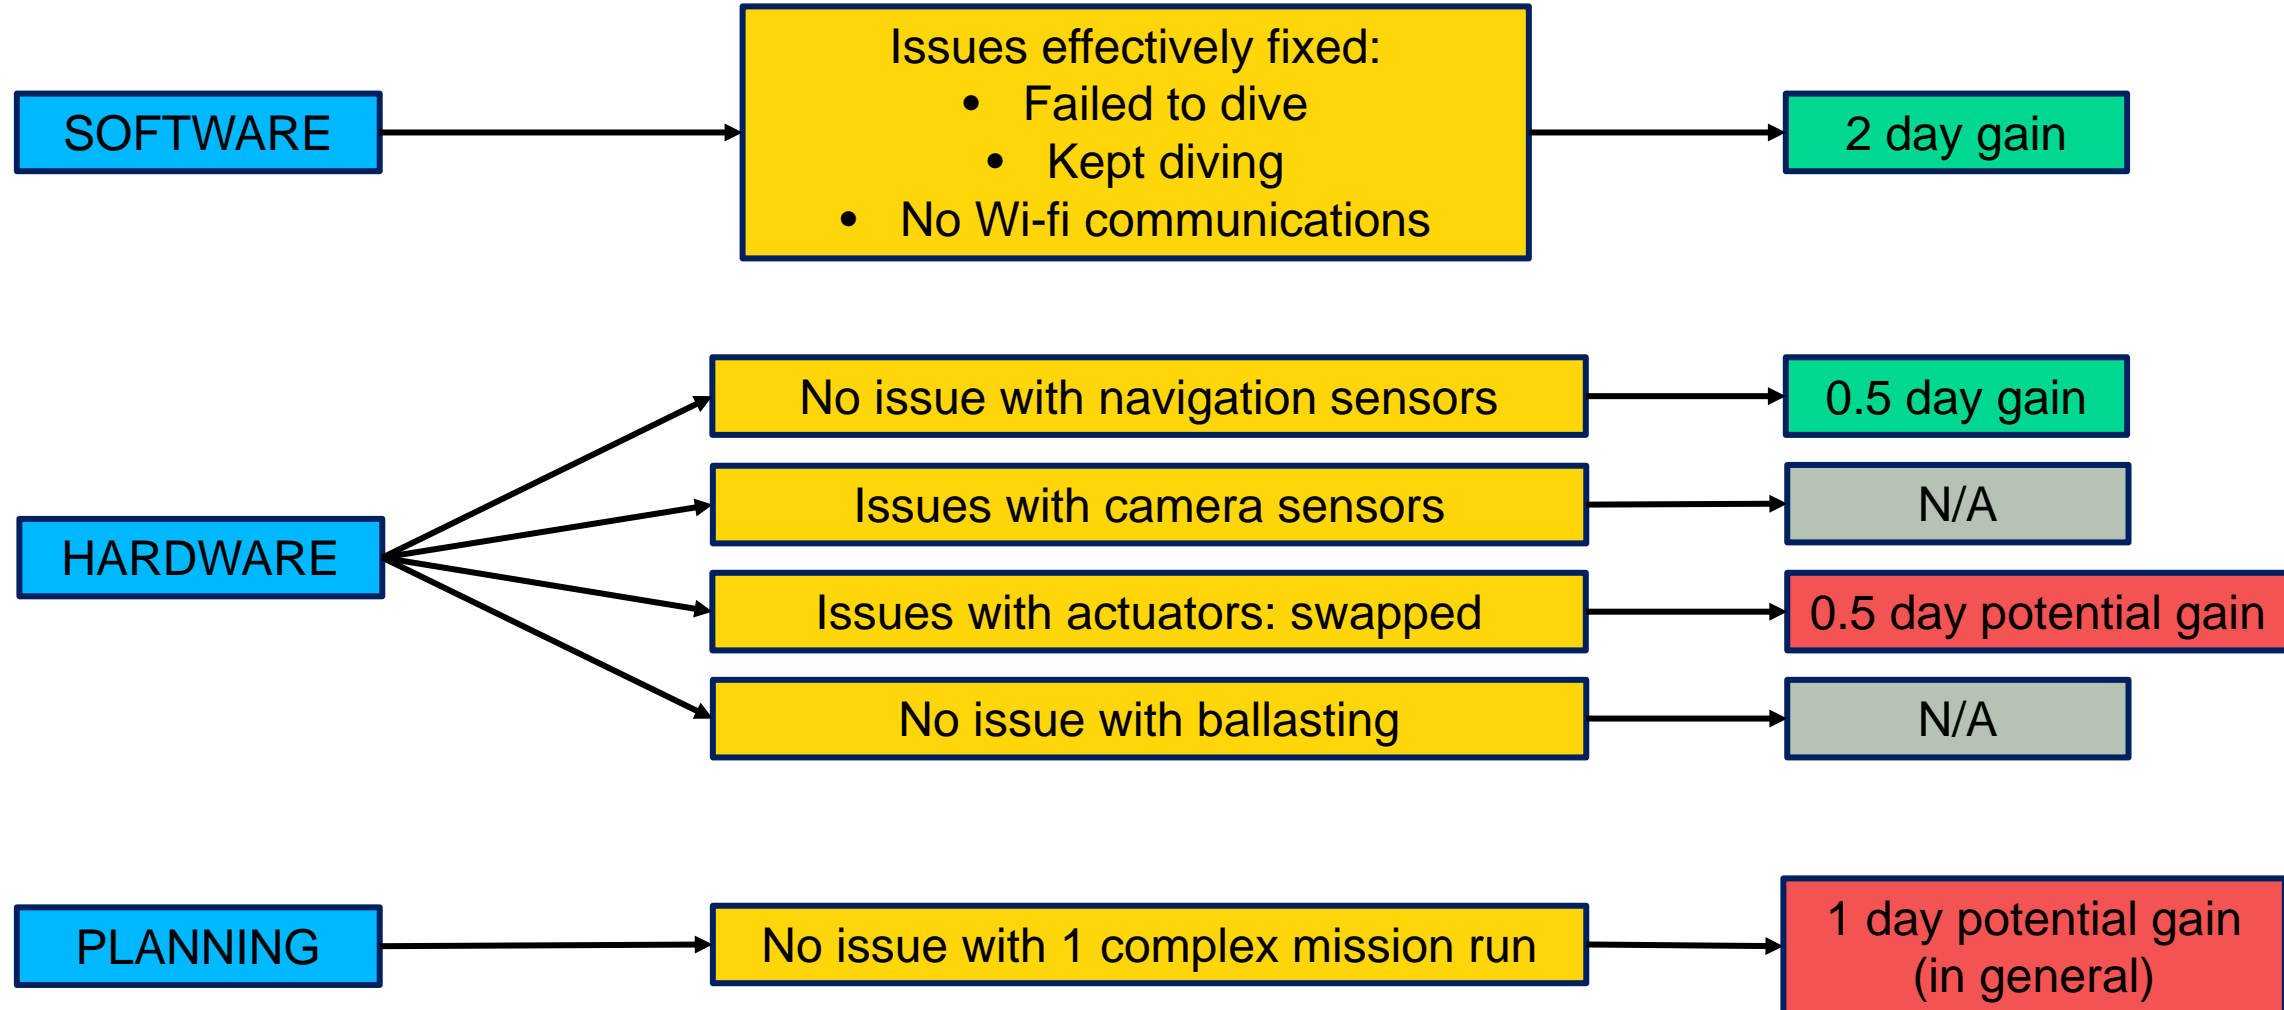 SOFTWARE
Issues effectively fixed:
• Failed to dive
• Kept diving
• No Wi-fi communications
2 day gain
HARDWARE
No issue with navigation sensors
0.5 day gain
Issues with camera sensors
N/A
Issues with actuators: swapped
0.5 day potential gain
No issue with ballasting
N/A
PLANNING
No issue with 1 complex mission run
1 day potential gain
(in general)